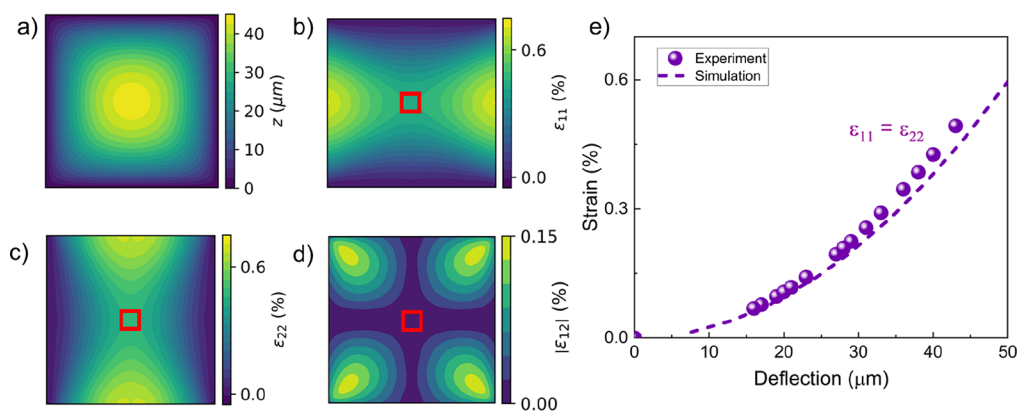 a)
40
30
20
10
0
z (μm)
b)
0.6
0.0
ε11 (%)
c)
0.6
0.0
ε22 (%)
d)
0.15
0.00
|ε12| (%)
e)
Experiment
Simulation
ε11 = ε22
0.6
0.3
0.0
Strain (%)
0
10
20
30
40
50
Deflection (μm)